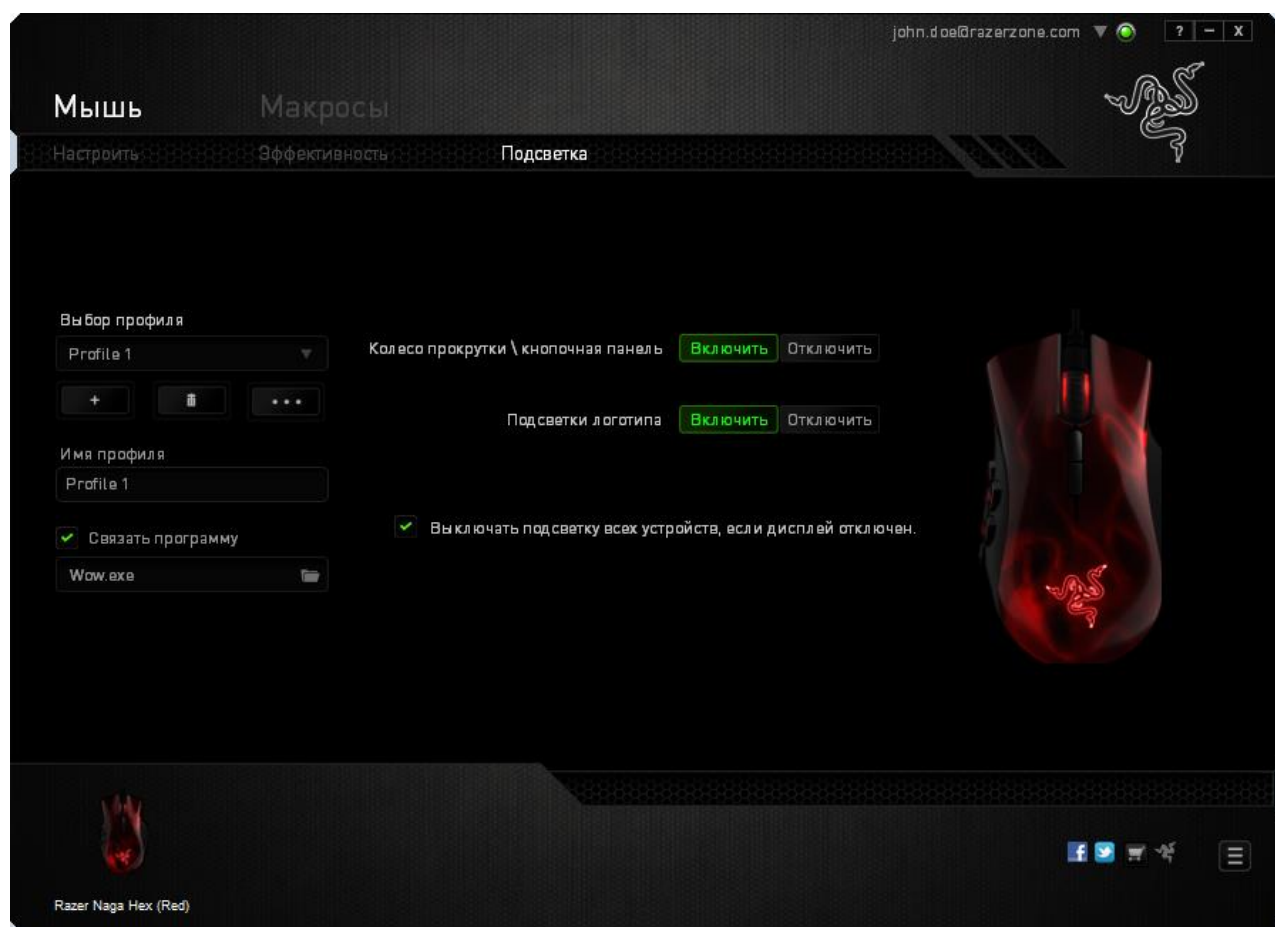 john.doe@razerzone.com
? – X
Мышь
Макросы
Настроить
Эффективность
Подсветка
Выбор профиля
Profile 1
Имя профиля
Profile 1
Связать программу
Wow.exe
Колесо прокрутки \ кнопочная панель
Включить
Отключить
Подсветки логотипа
Включить
Отключить
Выключать подсветку всех устройств, если дисплей отключен.
Razer Naga Hex (Red)